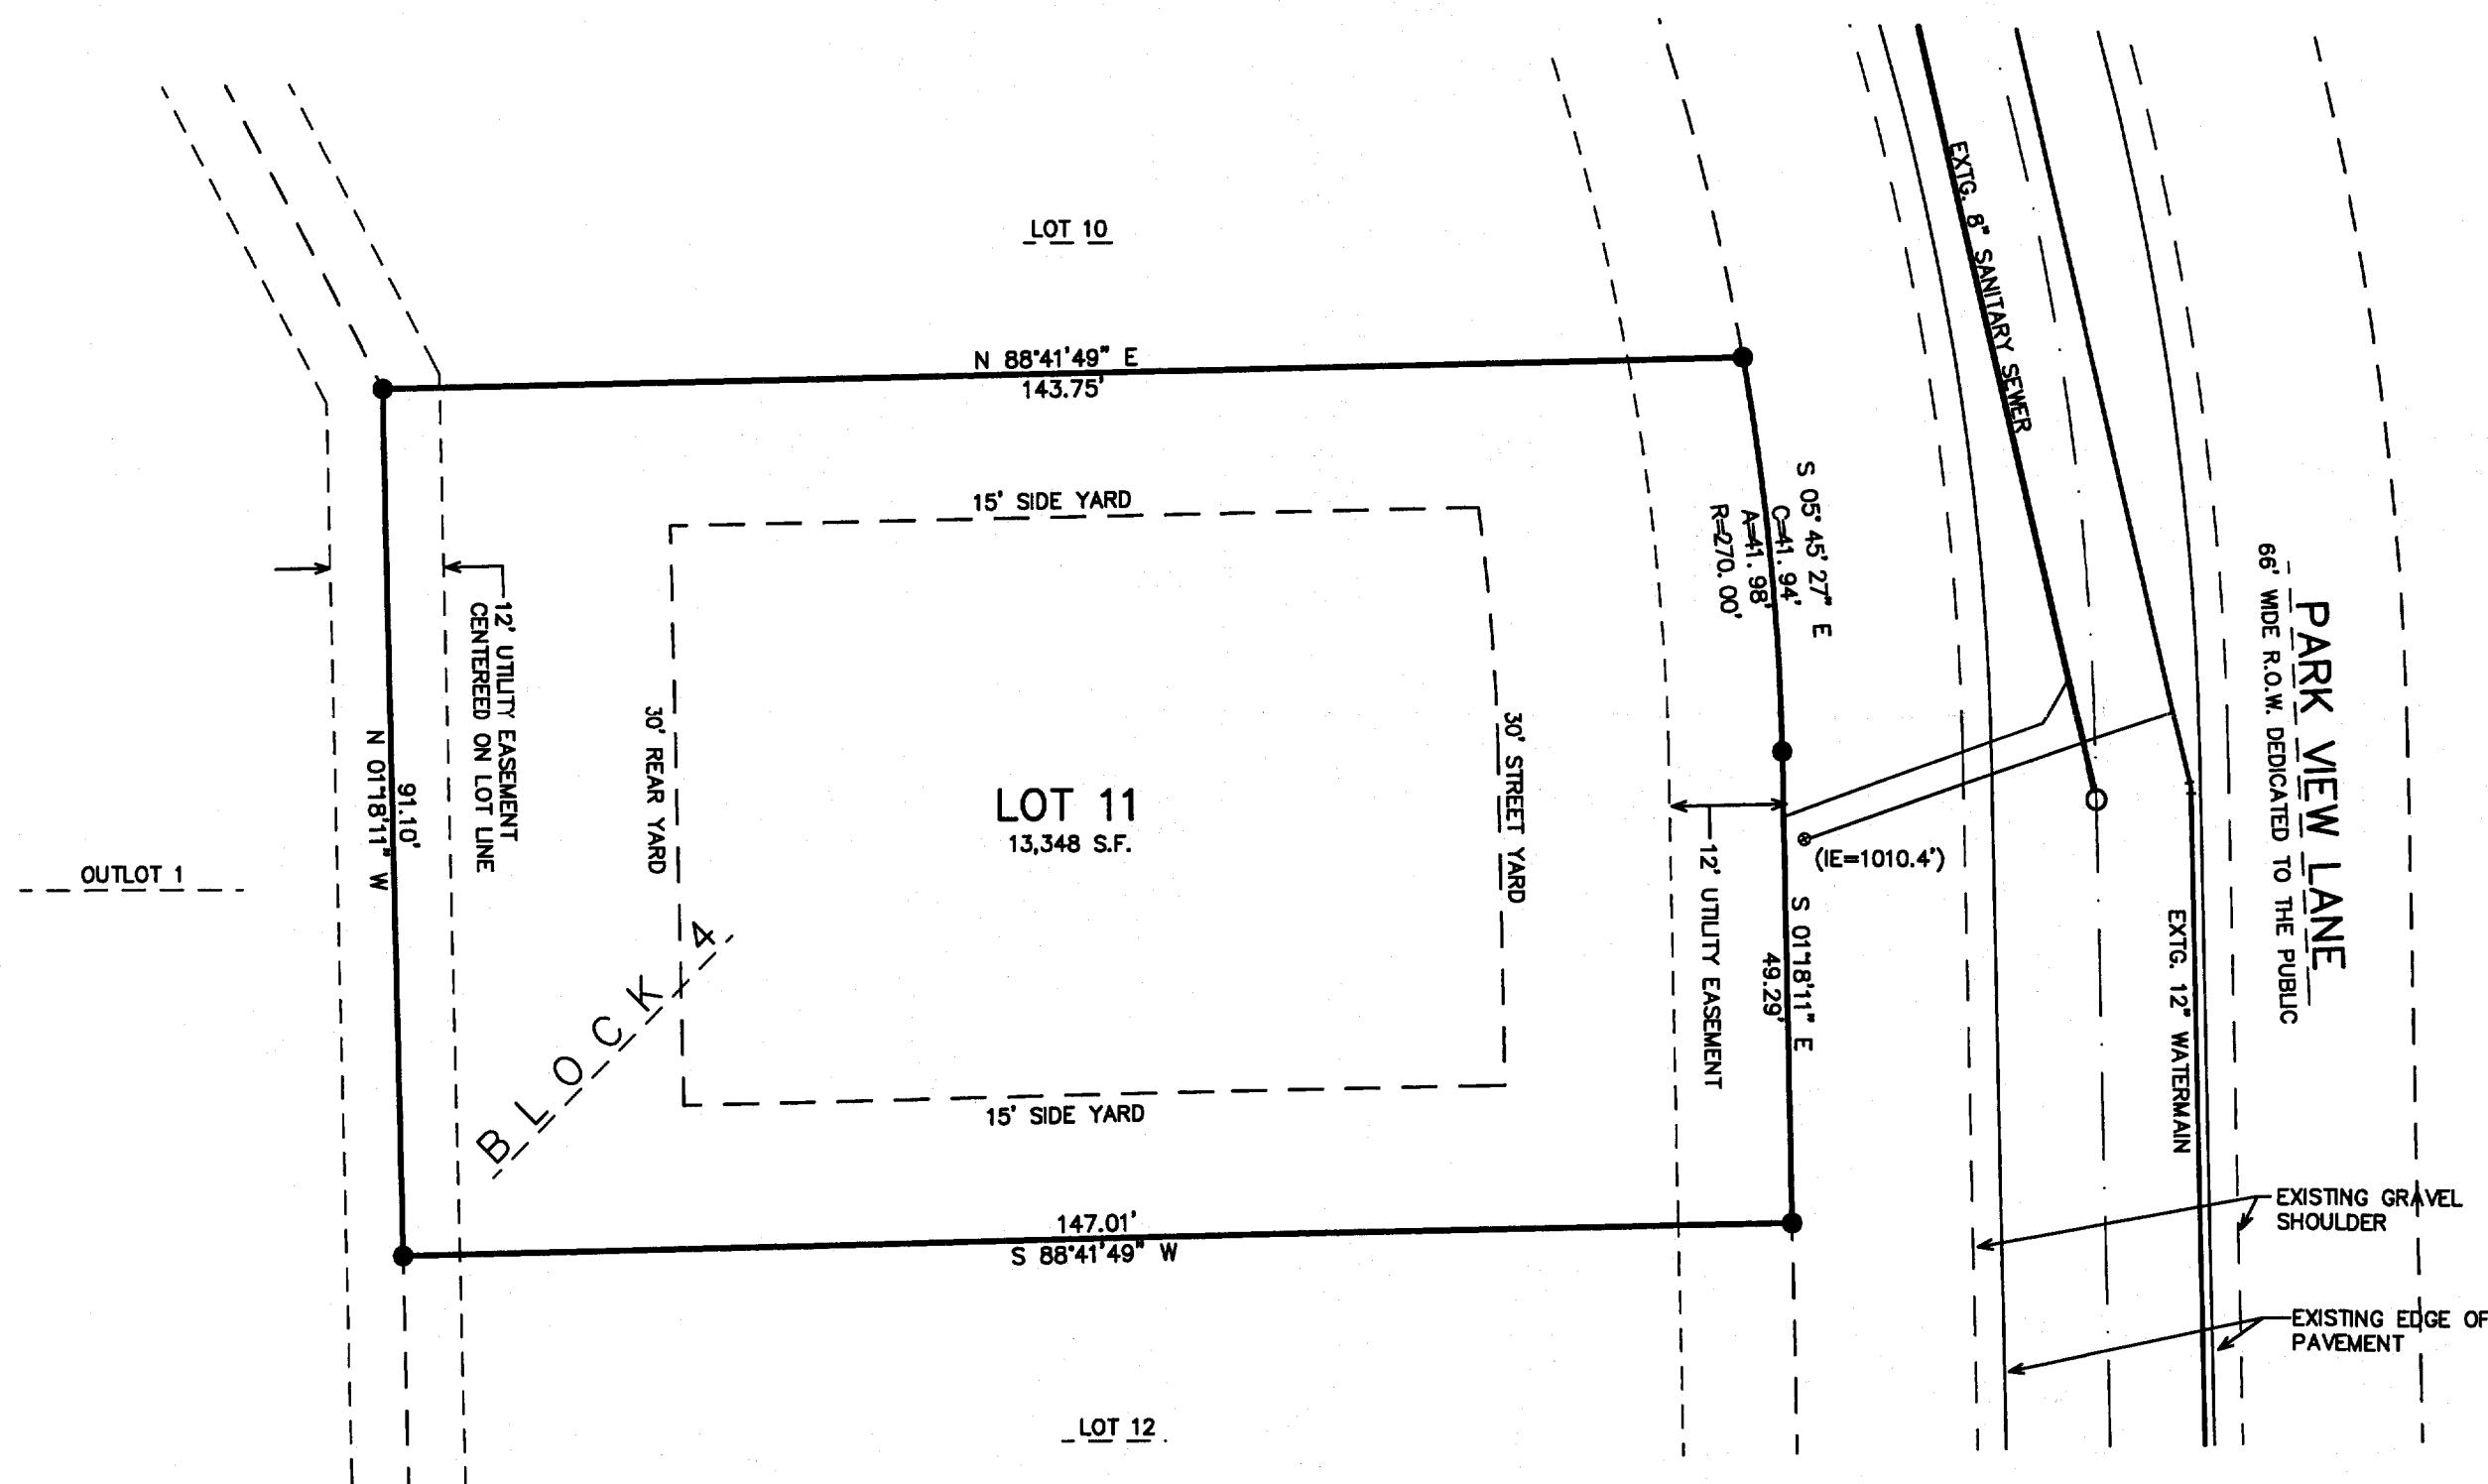 LOT 10
N 88°41'49" E
143.75'
15' SIDE YARD
S 05° 45' 27" E
C=41. 94'
A=41. 98'
R=270. 00'
EXTG. 8" SANITARY SEWER
PARK VIEW LANE
66' WIDE R.O.W. DEDICATED TO THE PUBLIC
12' UTILITY EASEMENT
CENTERED ON LOT LINE
30' REAR YARD
30' STREET YARD
LOT 11
13,348 S.F.
91.10'
N 01°18'11" W
OUTLOT 1
(IE=1010.4')
12' UTILITY EASEMENT
S 01°18'11" E
49.29'
EXTG. 12" WATERMAIN
BLOCK 4
15' SIDE YARD
147.01'
S 88°41'49" W
EXISTING GRAVEL
SHOULDER
EXISTING EDGE OF
PAVEMENT
LOT 12